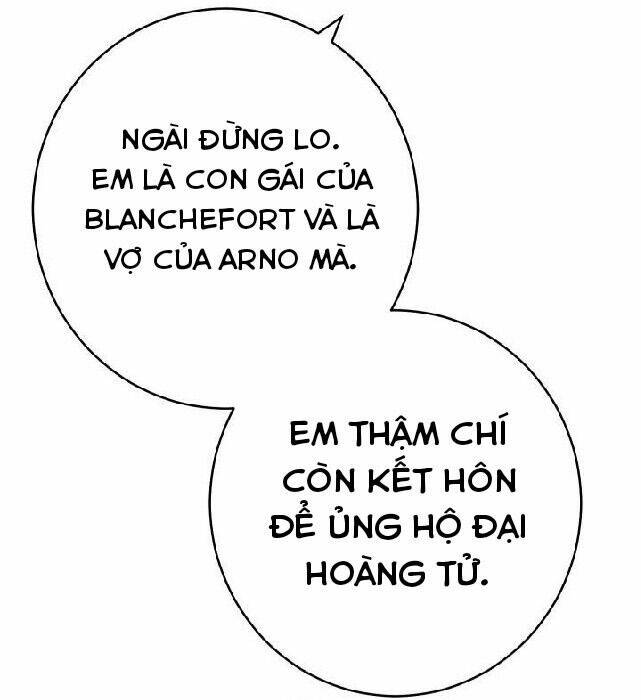 NGÀI ĐỪNG LO.
EM LÀ CON GÁI CỦA
BLANCHEFORT VÀ LÀ
VỢ CỦA ARNO MÀ.
EM THẬM CHÍ
CÒN KẾT HÔN
ĐỂ ỦNG HỘ ĐẠI
HOÀNG TỬ.